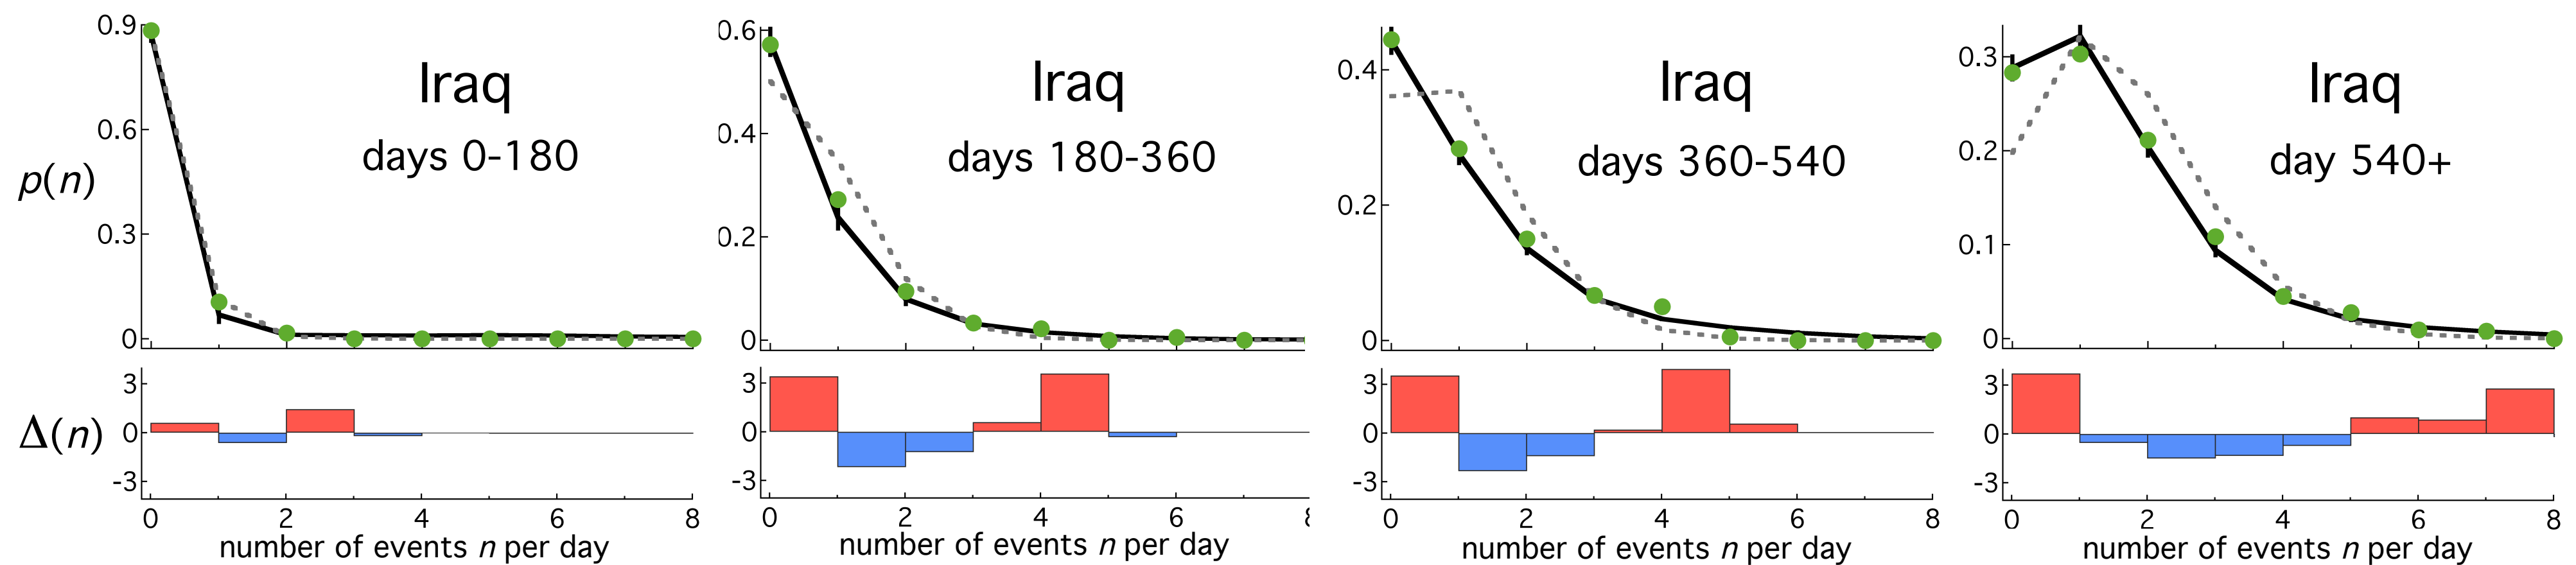 0.9
0.6
0.3
0
p(n)
Iraq
days 0-180
3
0
-3
Δ(n)
0 2 4 6 8
number of events n per day
0.6
0.4
0.2
0
Iraq
days 180-360
3
0
-3
0 2 4 6 8
number of events n per day
0.4
0.2
0
Iraq
days 360-540
3
0
-3
0 2 4 6 8
number of events n per day
0.3
0.2
0.1
0
Iraq
day 540+
3
0
-3
0 2 4 6 8
number of events n per day